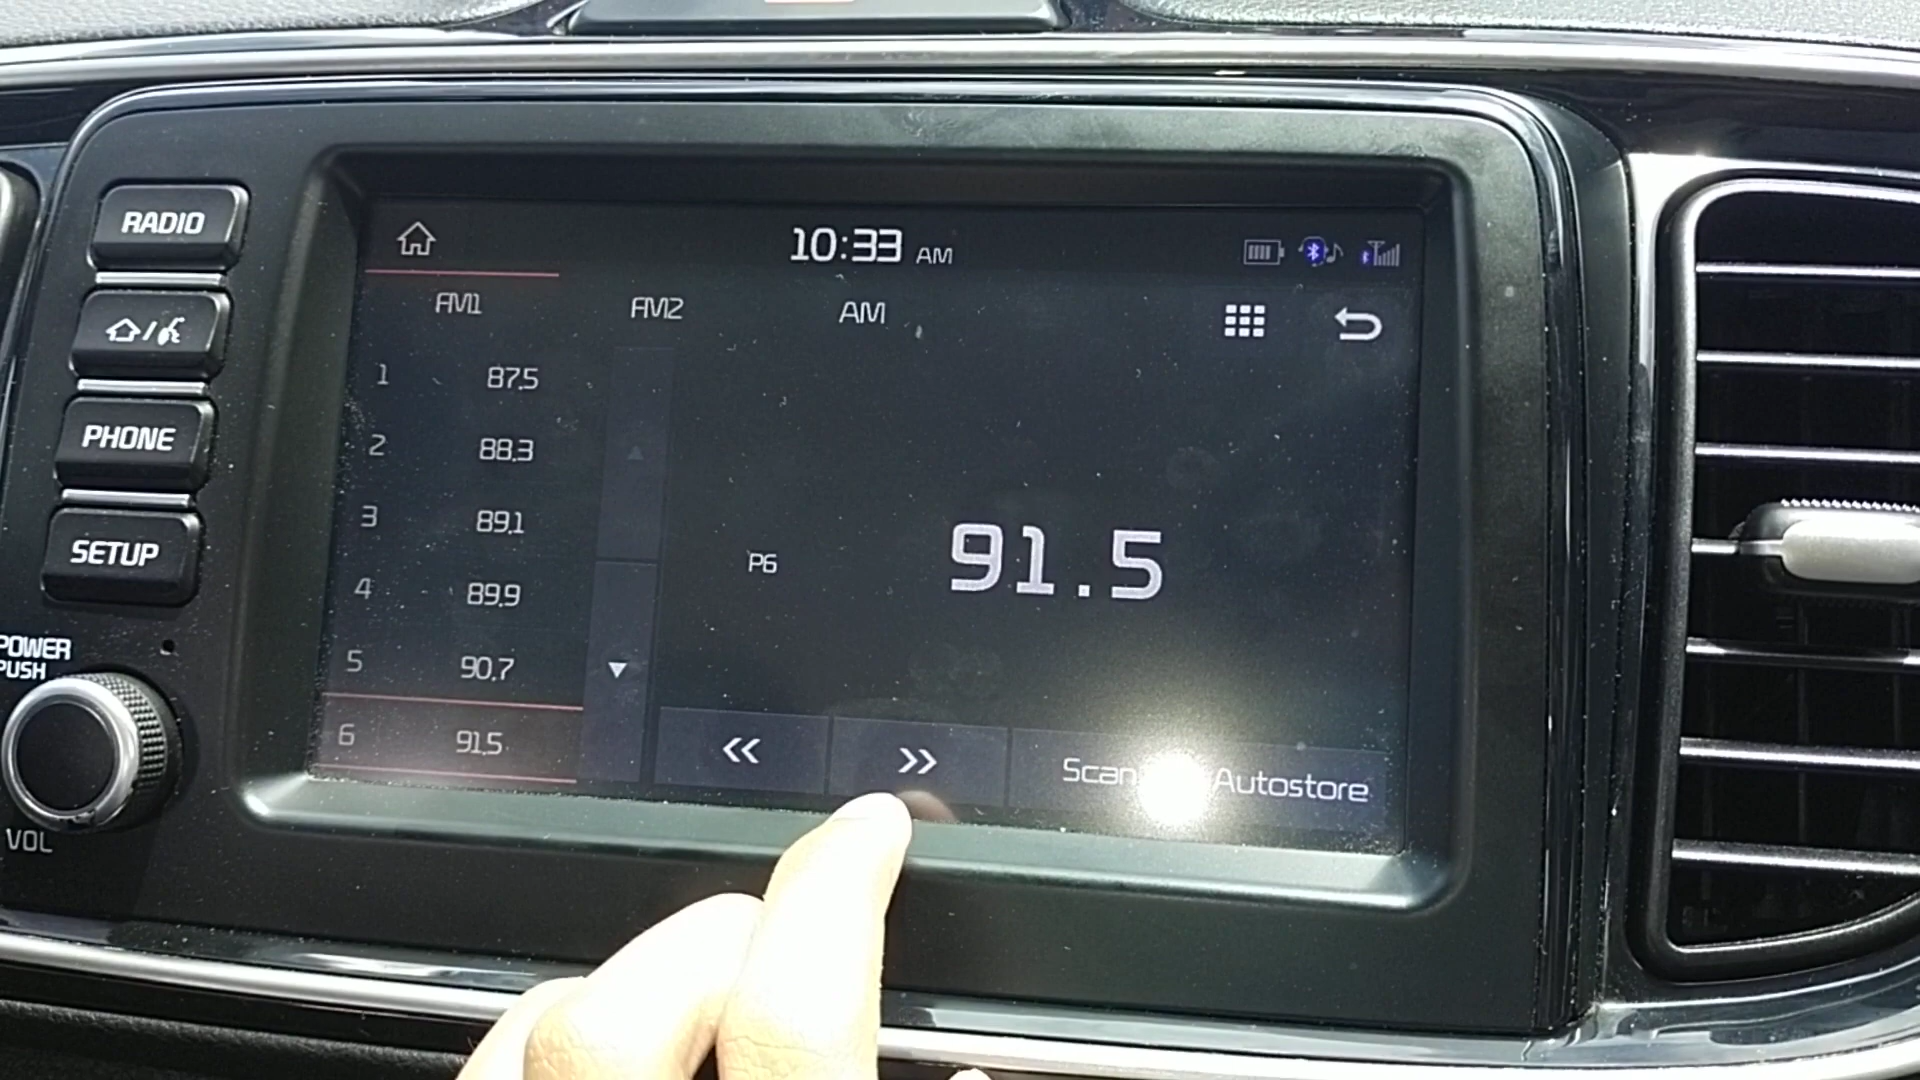 RADIO
PHONE
SETUP
POWER
PUSH
VOL
10:33 AM
FM1 FM2 AM
1 87.5
2 88.3
3 89.1
4 89.9
5 90.7
6 91.5
P6 91.5
Scan Autostore